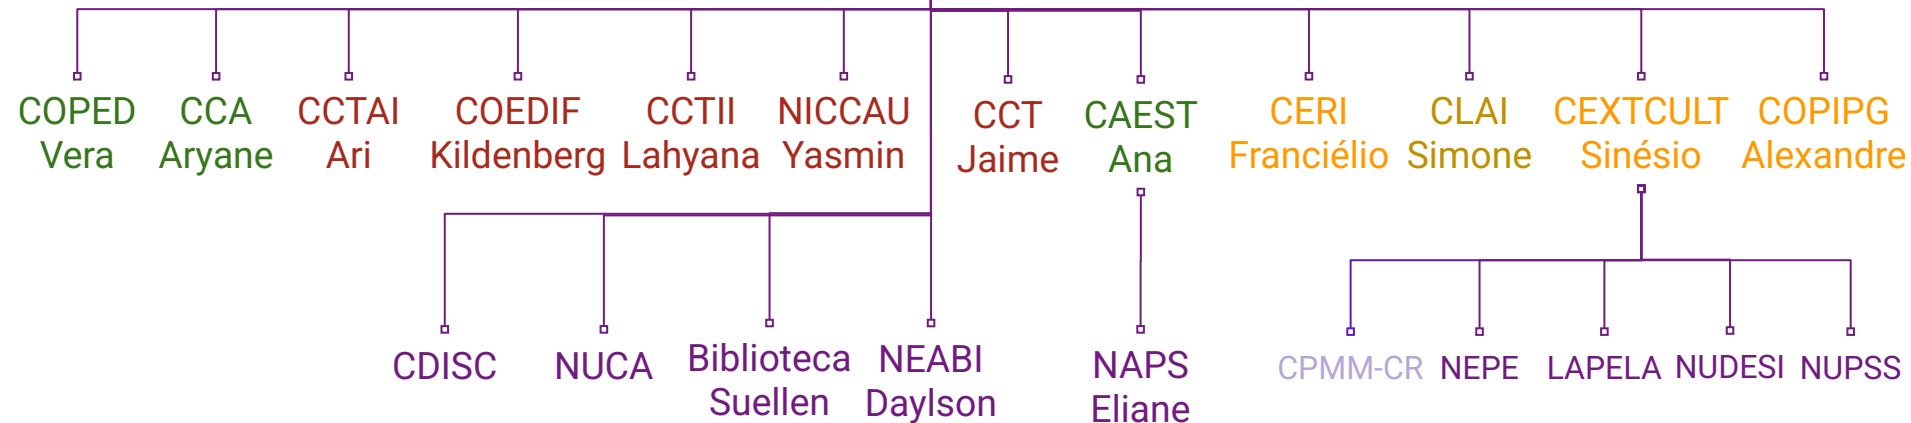 COPED
Vera
CCA
Aryane
CCTAI
Ari
COEDIF
Kildenberg
CCTII
Lahyana
NICCAU
Yasmin
CCT
Jaime
CAEST
Ana
CERI
Franciélio
CLAI
Simone
CEXTCULT
Sinésio
COPIPG
Alexandre
CDISC
NUCA
Biblioteca
Suellen
NEABI
Daylson
NAPS
Eliane
CPMM-CR
NEPE
LAPELA
NUDESI
NUPSS